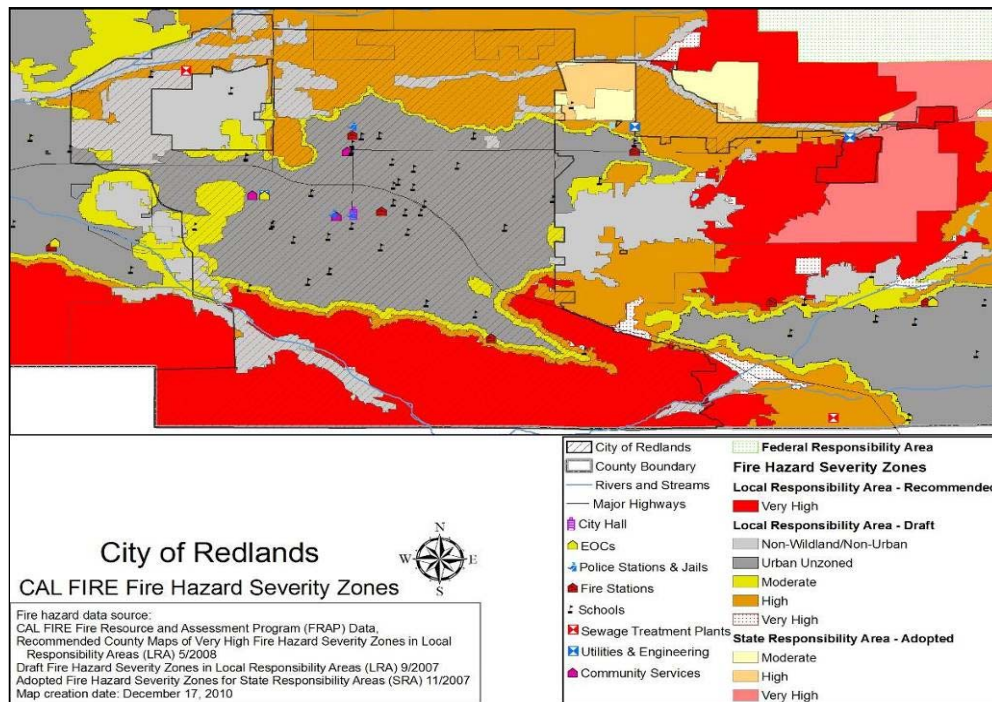 City of Redlands
CAL FIRE Fire Hazard Severity Zones
N
W E
S
Fire hazard data source:
CAL FIRE Fire Resource and Assessment Program (FRAP) Data,
Recommended County Maps of Very High Fire Hazard Severity Zones in Local
Responsibility Areas (LRA) 5/2008
Draft Fire Hazard Severity Zones in Local Responsibility Areas (LRA) 9/2007
Adopted Fire Hazard Severity Zones for State Responsibility Areas (SRA) 11/2007
Map creation date: December 17, 2010
City of Redlands
County Boundary
Rivers and Streams
Major Highways
City Hall
EOCs
Police Stations & Jails
Fire Stations
Schools
Sewage Treatment Plants
Utilities & Engineering
Community Services
Federal Responsibility Area
Fire Hazard Severity Zones
Local Responsibility Area - Recommended
Very High
Local Responsibility Area - Draft
Non-Wildland/Non-Urban
Urban Unzoned
Moderate
High
Very High
State Responsibility Area - Adopted
Moderate
High
Very High